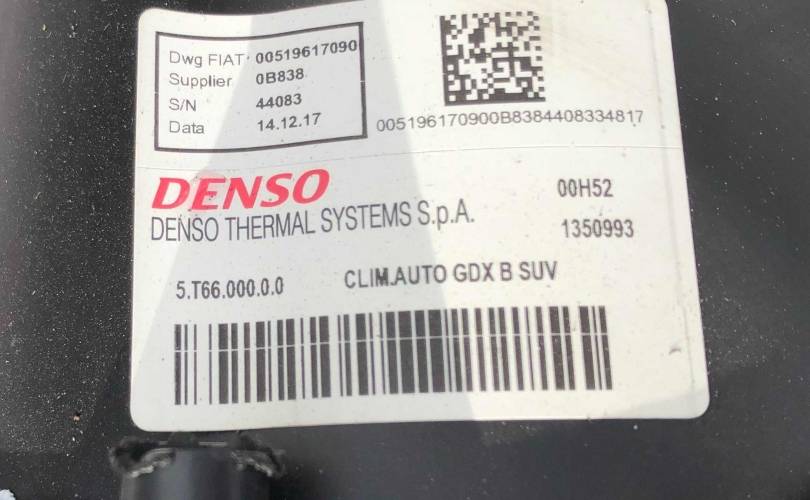 Dwg FIAT 00519617090
Supplier 0B838
S/N 44083
Data 14.12.17
005196170900B8384408334817
DENSO
DENSO THERMAL SYSTEMS S.p.A.
00H52
1350993
5.T66.000.0.0 CLIM.AUTO GDX B SUV